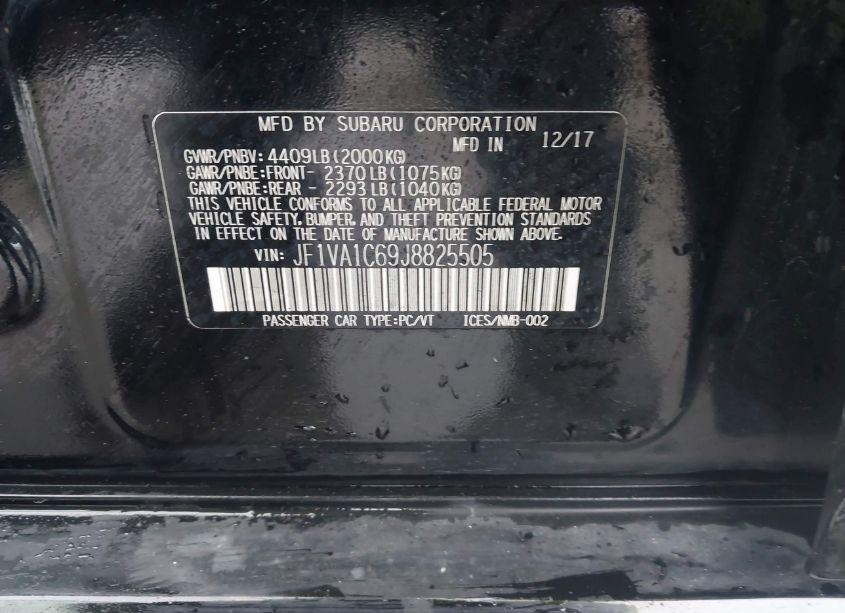 MFD BY SUBARU CORPORATION
MFD IN 12/17
GVWR/PNBV: 4409LB(2000KG)
GAWR/PNBE:FRONT- 2370LB(1075KG)
GAWR/PNBE:REAR - 2293LB(1040KG)
THIS VEHICLE CONFORMS TO ALL APPLICABLE FEDERAL MOTOR
VEHICLE SAFETY, BUMPER, AND THEFT PREVENTION STANDARDS
IN EFFECT ON THE DATE OF MANUFACTURE SHOWN ABOVE.
VIN: JF1VA1C69J8825505
PASSENGER CAR TYPE:PC/VT ICES/NMB-002